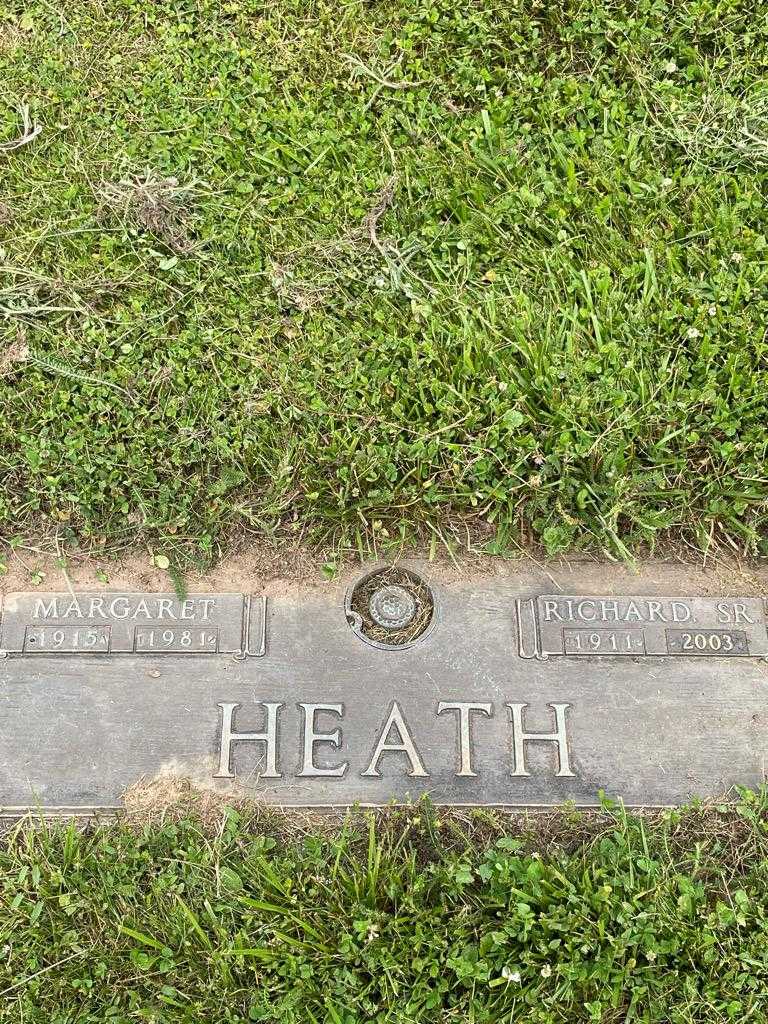 MARGARET
1915 1981
RICHARD, SR.
1911 2003
HEATH